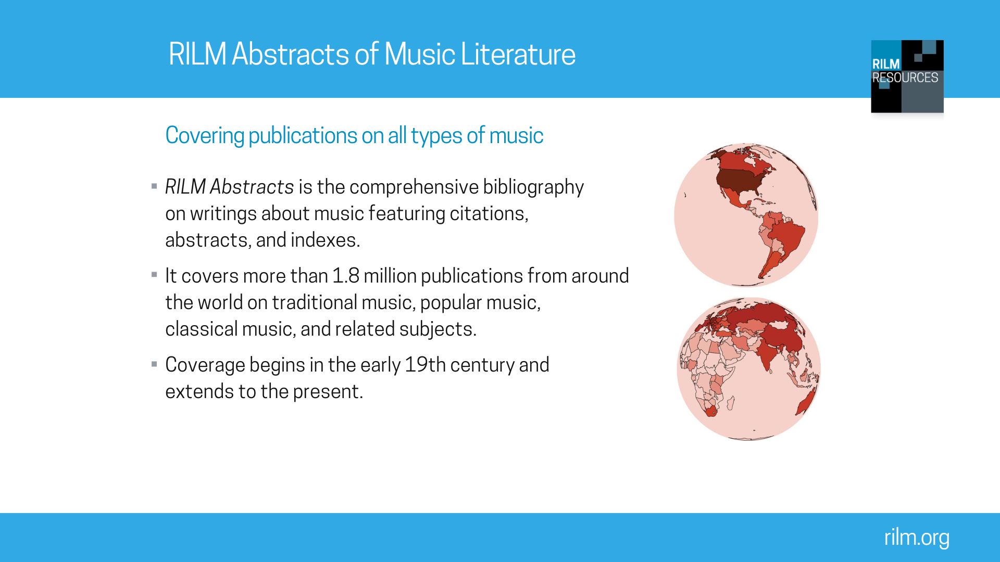 RILM Abstracts of Music Literature
RILM
RESOURCES
Covering publications on all types of music
▪ RILM Abstracts is the comprehensive bibliography
on writings about music featuring citations,
abstracts, and indexes.
▪ It covers more than 1.8 million publications from around
the world on traditional music, popular music,
classical music, and related subjects.
▪ Coverage begins in the early 19th century and
extends to the present.
rilm.org